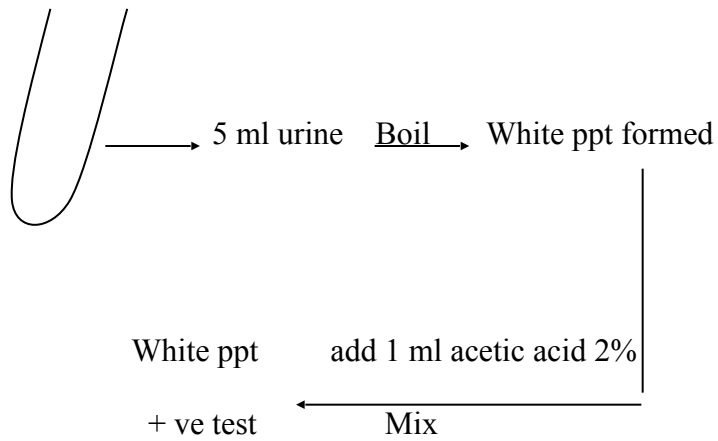 5 ml urine Boil White ppt formed
White ppt add 1 ml acetic acid 2%
+ ve test Mix